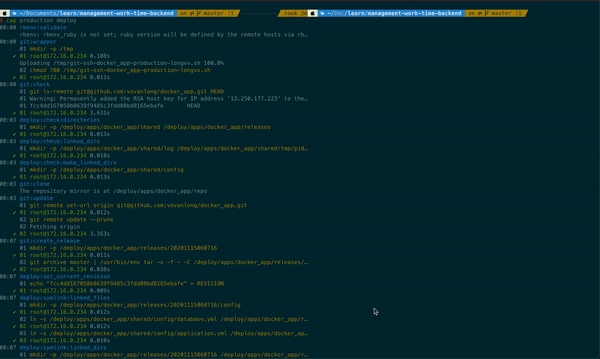 ~/Documents/learn/management-work-time-backend on master !1 took 2s ~/Documents/learn/management-work-time-backend on master !1
cap production deploy
00:00 rbenv:validate
rbenv: rbenv_ruby is not set; ruby version will be defined by the remote hosts via rb…
00:00 git:wrapper
01 mkdir -p /tmp
✔ 01 root@172.16.0.234 0.106s
Uploading /tmp/git-ssh-docker_app-production-longvv.sh 100.0%
02 chmod 700 /tmp/git-ssh-docker_app-production-longvv.sh
✔ 02 root@172.16.0.234 0.011s
00:00 git:check
01 git ls-remote git@github.com:vovanlong/docker_app.git HEAD
01 Warning: Permanently added the RSA host key for IP address '13.250.177.223' to the…
01 fcc4dd167058b8639f9485c3fdd08bd8165ebafe HEAD
✔ 01 root@172.16.0.234 3.631s
00:03 deploy:check:directories
01 mkdir -p /deploy/apps/docker_app/shared /deploy/apps/docker_app/releases
✔ 01 root@172.16.0.234 0.013s
00:03 deploy:check:linked_dirs
01 mkdir -p /deploy/apps/docker_app/shared/log /deploy/apps/docker_app/shared/tmp/pid…
✔ 01 root@172.16.0.234 0.010s
00:03 deploy:check:make_linked_dirs
01 mkdir -p /deploy/apps/docker_app/shared/config
✔ 01 root@172.16.0.234 0.012s
00:03 git:clone
The repository mirror is at /deploy/apps/docker_app/repo
00:03 git:update
01 git remote set-url origin git@github.com:vovanlong/docker_app.git
✔ 01 root@172.16.0.234 0.012s
02 git remote update --prune
02 Fetching origin
✔ 02 root@172.16.0.234 3.353s
00:07 git:create_release
01 mkdir -p /deploy/apps/docker_app/releases/20201115060716
✔ 01 root@172.16.0.234 0.011s
02 git archive master | /usr/bin/env tar -x -f - -C /deploy/apps/docker_app/releases/…
✔ 02 root@172.16.0.234 0.038s
00:07 deploy:set_current_revision
01 echo "fcc4dd167058b8639f9485c3fdd08bd8165ebafe" > REVISION
✔ 01 root@172.16.0.234 0.009s
00:07 deploy:symlink:linked_files
01 mkdir -p /deploy/apps/docker_app/releases/20201115060716/config
✔ 01 root@172.16.0.234 0.012s
02 ln -s /deploy/apps/docker_app/shared/config/database.yml /deploy/apps/docker_app/r…
✔ 02 root@172.16.0.234 0.012s
03 ln -s /deploy/apps/docker_app/shared/config/application.yml /deploy/apps/docker_ap…
✔ 03 root@172.16.0.234 0.010s
00:07 deploy:symlink:linked_dirs
01 mkdir -p /deploy/apps/docker_app/releases/20201115060716